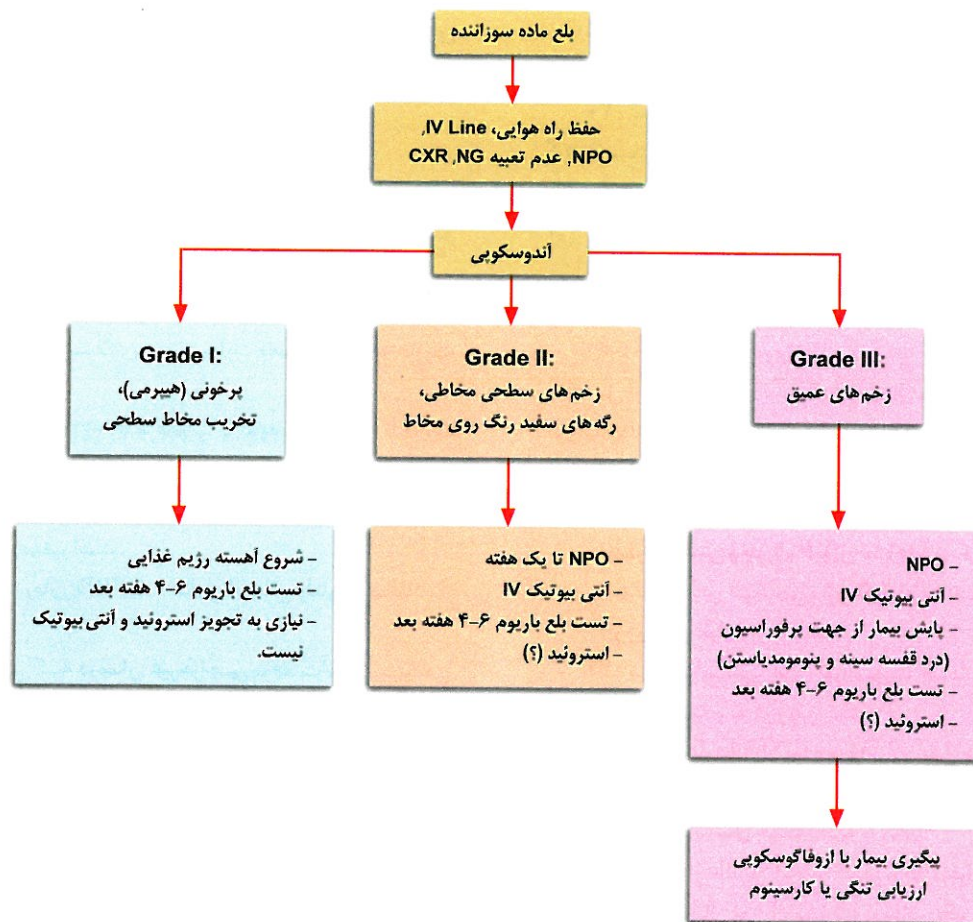 بلع ماده سوزاننده
حفظ راه هوایی، IV Line,
NPO, عدم تعبیه NG, CXR
آندوسکوپی
Grade I:
پرخونی (هیپرمی)،
تخریب مخاط سطحی
Grade II:
زخم‌های سطحی مخاطی،
رگه‌های سفید رنگ روی مخاط
Grade III:
زخم‌های عمیق
– شروع آهسته رژیم غذایی
– تست بلع باریوم ۶-۴ هفته بعد
– نیازی به تجویز استروئید و آنتی‌بیوتیک
نیست.
– NPO تا یک هفته
– آنتی بیوتیک IV
– تست بلع باریوم ۶-۴ هفته بعد
– استروئید (؟)
– NPO
– آنتی بیوتیک IV
– پایش بیمار از جهت پرفوراسیون
(درد قفسه سینه و پنومومدیاستن)
– تست بلع باریوم ۶-۴ هفته بعد
– استروئید (؟)
پیگیری بیمار با ازوفاگوسکوپی
ارزیابی تنگی یا کارسینوم